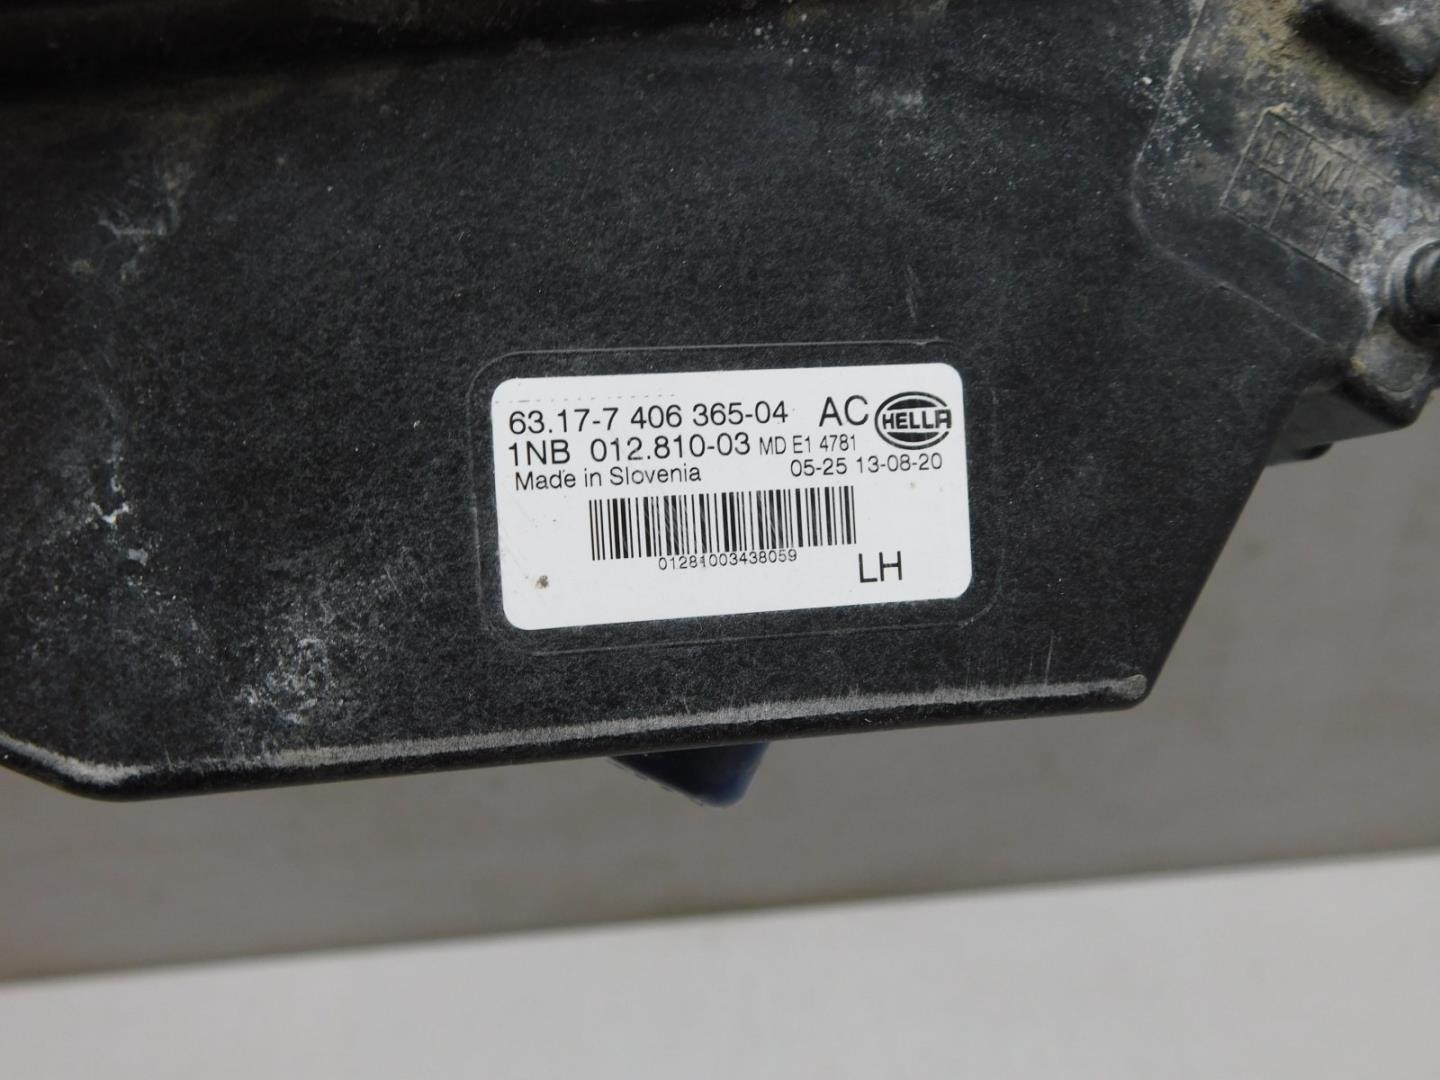 63.17-7 406 365-04 AC HELLA
1NB 012.810-03 MD E1 4781
Made in Slovenia 05-25 13-08-20
01281003438059
LH